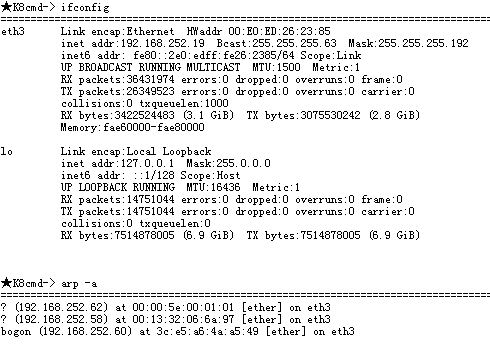 ★K8cmd-> ifconfig
================================================================================
eth3 Link encap:Ethernet HWaddr 00:E0:ED:26:23:85
inet addr:192.168.252.19 Bcast:255.255.255.63 Mask:255.255.255.192
inet6 addr: fe80::2e0:edff:fe26:2385/64 Scope:Link
UP BROADCAST RUNNING MULTICAST MTU:1500 Metric:1
RX packets:36431974 errors:0 dropped:0 overruns:0 frame:0
TX packets:26349523 errors:0 dropped:0 overruns:0 carrier:0
collisions:0 txqueuelen:1000
RX bytes:3422524483 (3.1 GiB) TX bytes:3075530242 (2.8 GiB)
Memory:fae60000-fae80000
lo Link encap:Local Loopback
inet addr:127.0.0.1 Mask:255.0.0.0
inet6 addr: ::1/128 Scope:Host
UP LOOPBACK RUNNING MTU:16436 Metric:1
RX packets:14751044 errors:0 dropped:0 overruns:0 frame:0
TX packets:14751044 errors:0 dropped:0 overruns:0 carrier:0
collisions:0 txqueuelen:0
RX bytes:7514878005 (6.9 GiB) TX bytes:7514878005 (6.9 GiB)
★K8cmd-> arp -a
================================================================================
? (192.168.252.62) at 00:00:5e:00:01:01 [ether] on eth3
? (192.168.252.58) at 00:13:32:06:6a:97 [ether] on eth3
bogon (192.168.252.60) at 3c:e5:a6:4a:a5:49 [ether] on eth3